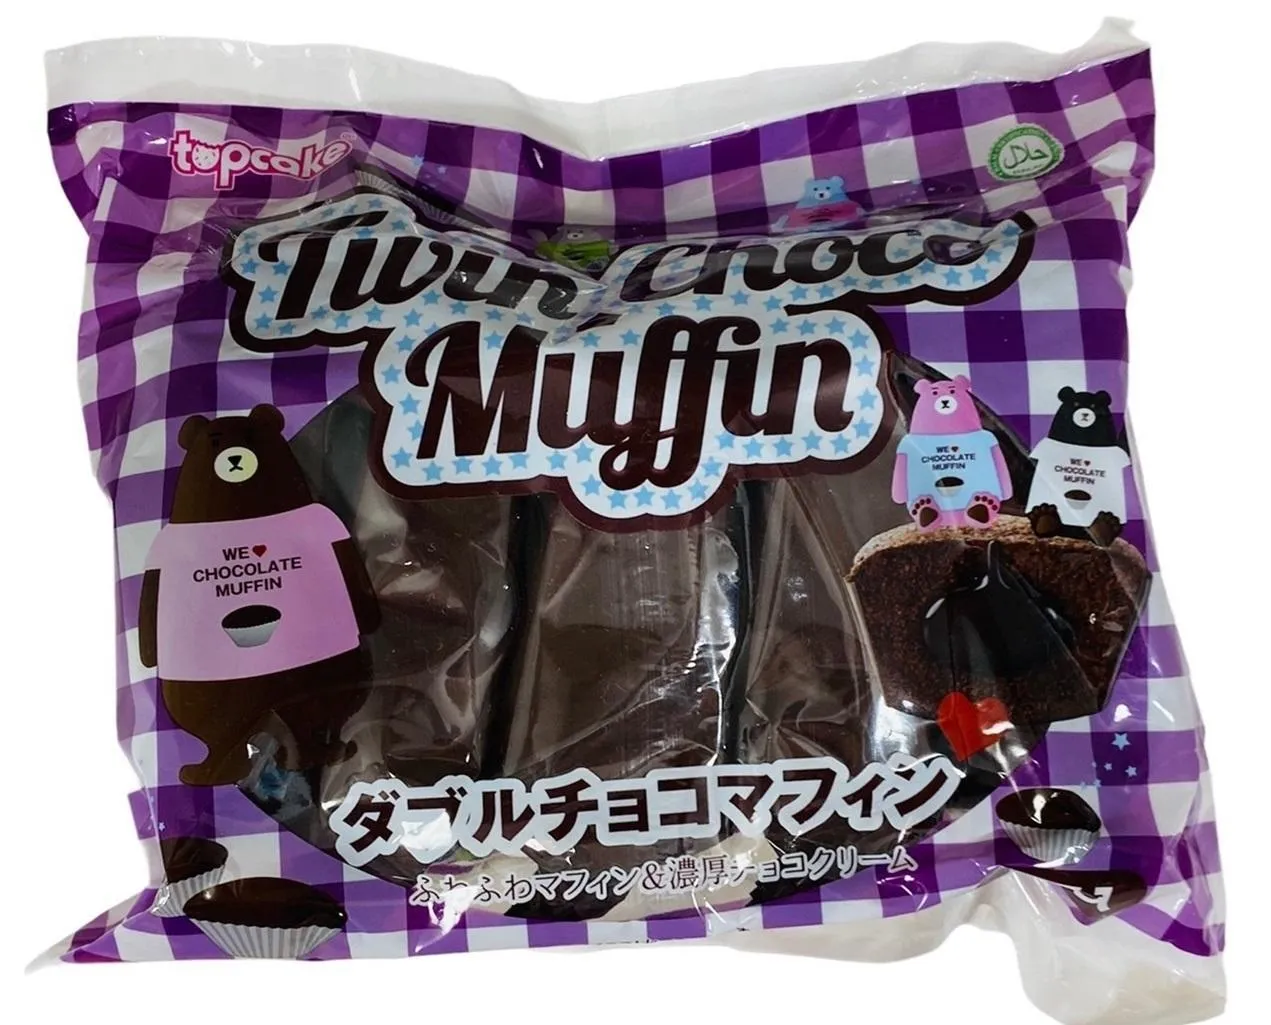 topcake
حلال
Twin Choco
Muffin
WE ♥
CHOCOLATE
MUFFIN
WE ♥
CHOCOLATE
MUFFIN
WE ♥
CHOCOLATE
MUFFIN
ダブルチョコマフィン
ふわふわマフィン&濃厚チョコクリーム